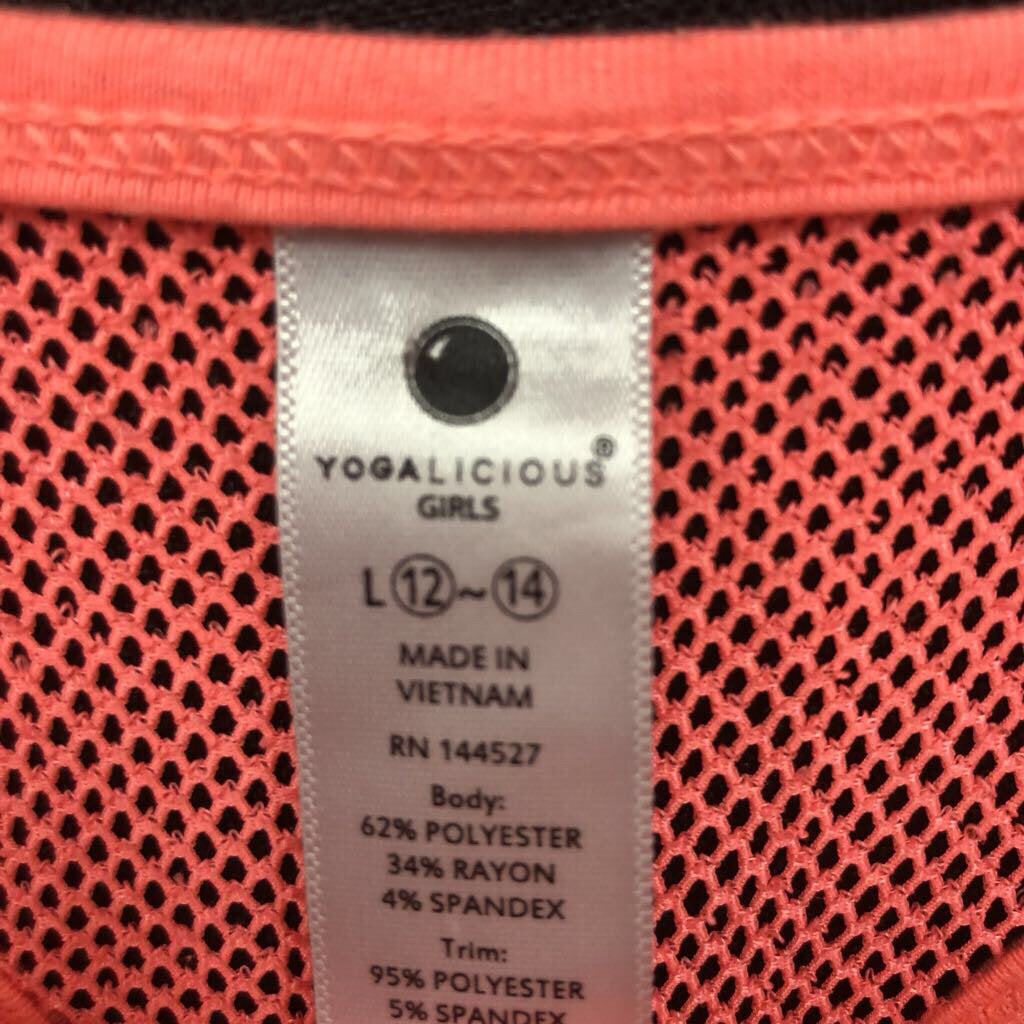 YOGALICIOUS®
GIRLS
L 12~14
MADE IN
VIETNAM
RN 144527
Body:
62% POLYESTER
34% RAYON
4% SPANDEX
Trim:
95% POLYESTER
5% SPANDEX